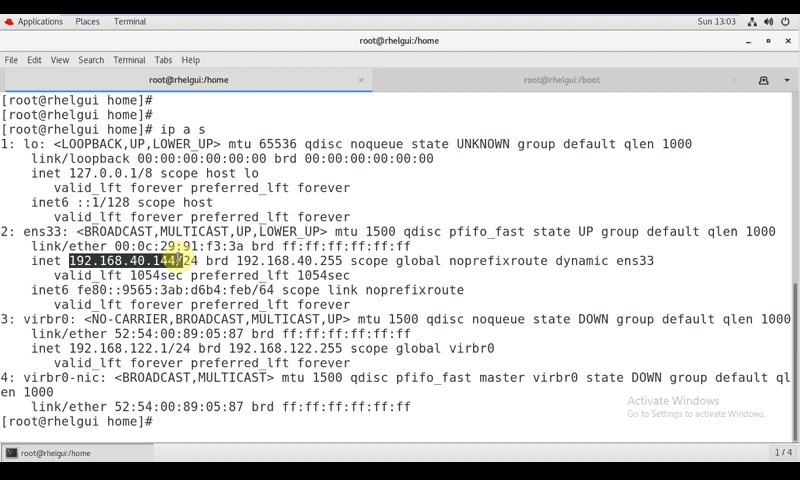 Applications Places Terminal Sun 13:03
root@rhelgui:/home
File Edit View Search Terminal Tabs Help
root@rhelgui:/home × root@rhelgui:/boot ×
[root@rhelgui home]#
[root@rhelgui home]#
[root@rhelgui home]# ip a s
1: lo: <LOOPBACK,UP,LOWER_UP> mtu 65536 qdisc noqueue state UNKNOWN group default qlen 1000
link/loopback 00:00:00:00:00:00 brd 00:00:00:00:00:00
inet 127.0.0.1/8 scope host lo
valid_lft forever preferred_lft forever
inet6 ::1/128 scope host
valid_lft forever preferred_lft forever
2: ens33: <BROADCAST,MULTICAST,UP,LOWER_UP> mtu 1500 qdisc pfifo_fast state UP group default qlen 1000
link/ether 00:0c:29:91:f3:3a brd ff:ff:ff:ff:ff:ff
inet 192.168.40.144/24 brd 192.168.40.255 scope global noprefixroute dynamic ens33
valid_lft 1054sec preferred_lft 1054sec
inet6 fe80::9565:3ab:d6b4:feb/64 scope link noprefixroute
valid_lft forever preferred_lft forever
3: virbr0: <NO-CARRIER,BROADCAST,MULTICAST,UP> mtu 1500 qdisc noqueue state DOWN group default qlen 1000
link/ether 52:54:00:89:05:87 brd ff:ff:ff:ff:ff:ff
inet 192.168.122.1/24 brd 192.168.122.255 scope global virbr0
valid_lft forever preferred_lft forever
4: virbr0-nic: <BROADCAST,MULTICAST> mtu 1500 qdisc pfifo_fast master virbr0 state DOWN group default ql
en 1000
link/ether 52:54:00:89:05:87 brd ff:ff:ff:ff:ff:ff
[root@rhelgui home]#
Activate Windows
Go to Settings to activate Windows.
root@rhelgui:/home 1 / 4